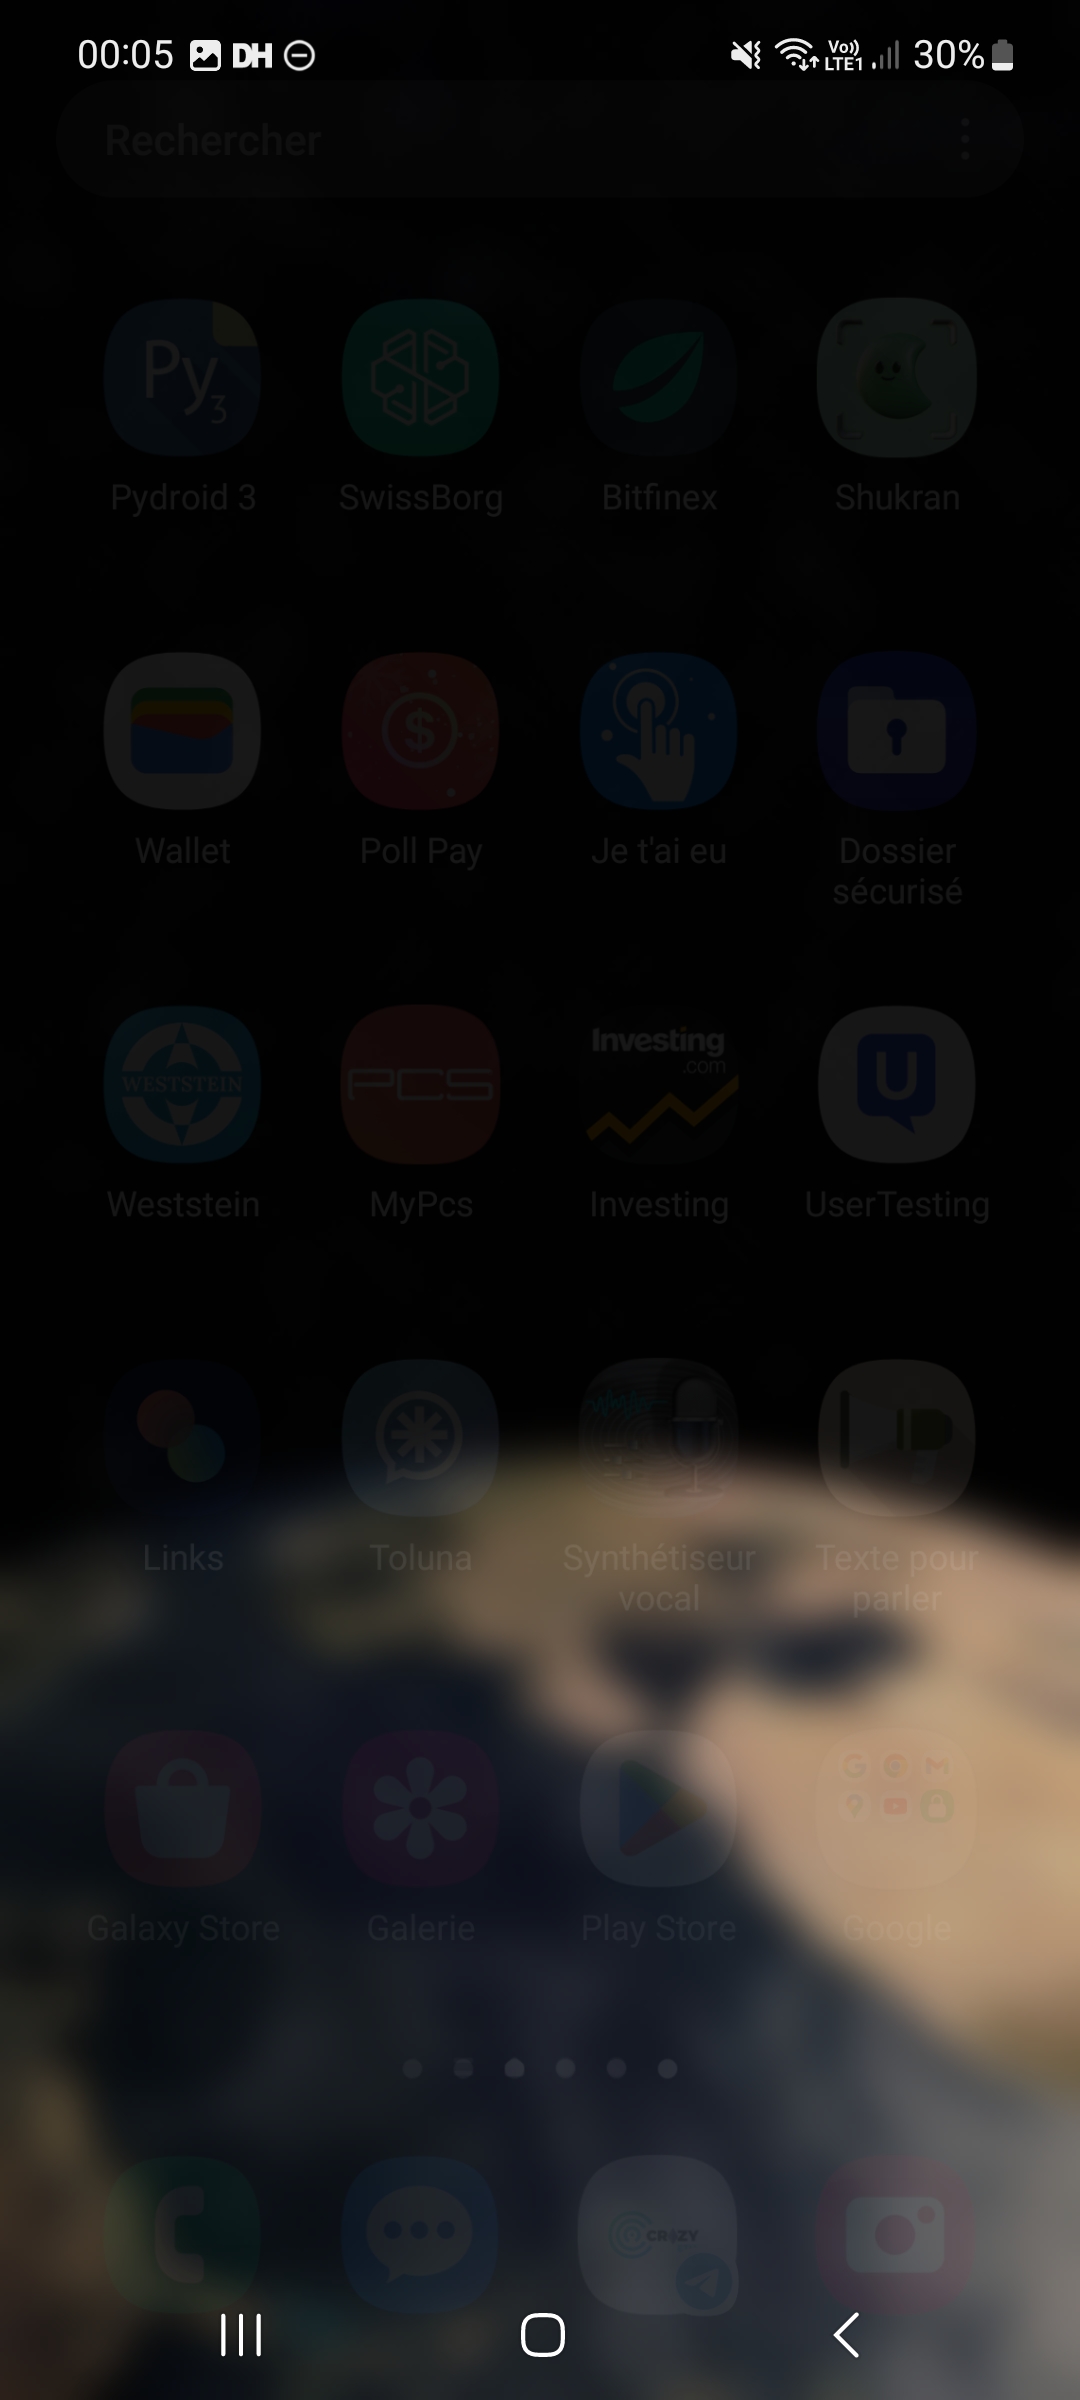 00:05 DH Vo)) LTE1 30%
Rechercher
Py3
Pydroid 3 SwissBorg Bitfinex Shukran
$
Wallet Poll Pay Je t'ai eu Dossier
sécurisé
WESTSTEIN PCS Investing
.com
U
Weststein MyPcs Investing UserTesting
Links Toluna Synthétiseur Texte pour
vocal parler
G M
Galaxy Store Galerie Play Store Google
CRAZY